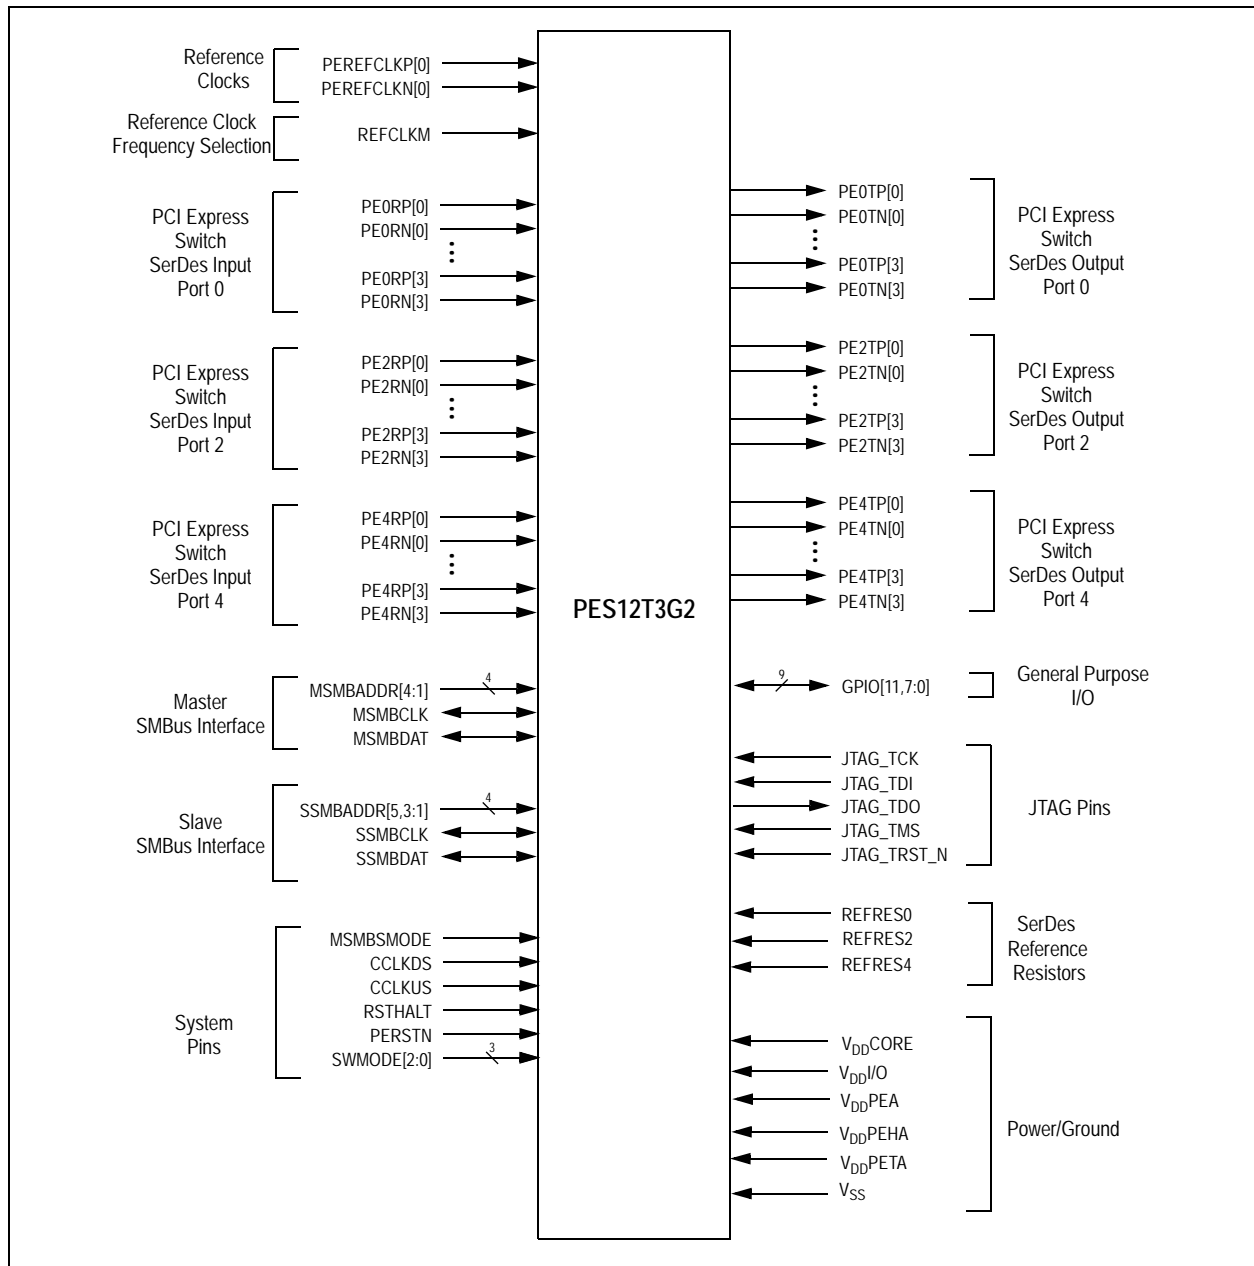 Reference
Clocks
PEREFCLKP[0]
PEREFCLKN[0]
Reference Clock
Frequency Selection
REFCLKM
PCI Express
Switch
SerDes Input
Port 0
PE0RP[0]
PE0RN[0]
PE0RP[3]
PE0RN[3]
PCI Express
Switch
SerDes Input
Port 2
PE2RP[0]
PE2RN[0]
PE2RP[3]
PE2RN[3]
PCI Express
Switch
SerDes Input
Port 4
PE4RP[0]
PE4RN[0]
PE4RP[3]
PE4RN[3]
Master
SMBus Interface
MSMBADDR[4:1]
4
MSMBCLK
MSMBDAT
Slave
SMBus Interface
SSMBADDR[5,3:1]
4
SSMBCLK
SSMBDAT
System
Pins
MSMBSMODE
CCLKDS
CCLKUS
RSTHALT
PERSTN
SWMODE[2:0]
3
PES12T3G2
PE0TP[0]
PE0TN[0]
PE0TP[3]
PE0TN[3]
PCI Express
Switch
SerDes Output
Port 0
PE2TP[0]
PE2TN[0]
PE2TP[3]
PE2TN[3]
PCI Express
Switch
SerDes Output
Port 2
PE4TP[0]
PE4TN[0]
PE4TP[3]
PE4TN[3]
PCI Express
Switch
SerDes Output
Port 4
9
GPIO[11,7:0]
General Purpose
I/O
JTAG_TCK
JTAG_TDI
JTAG_TDO
JTAG_TMS
JTAG_TRST_N
JTAG Pins
REFRES0
REFRES2
REFRES4
SerDes
Reference
Resistors
VDDCORE
VDDI/O
VDDPEA
VDDPEHA
VDDPETA
VSS
Power/Ground